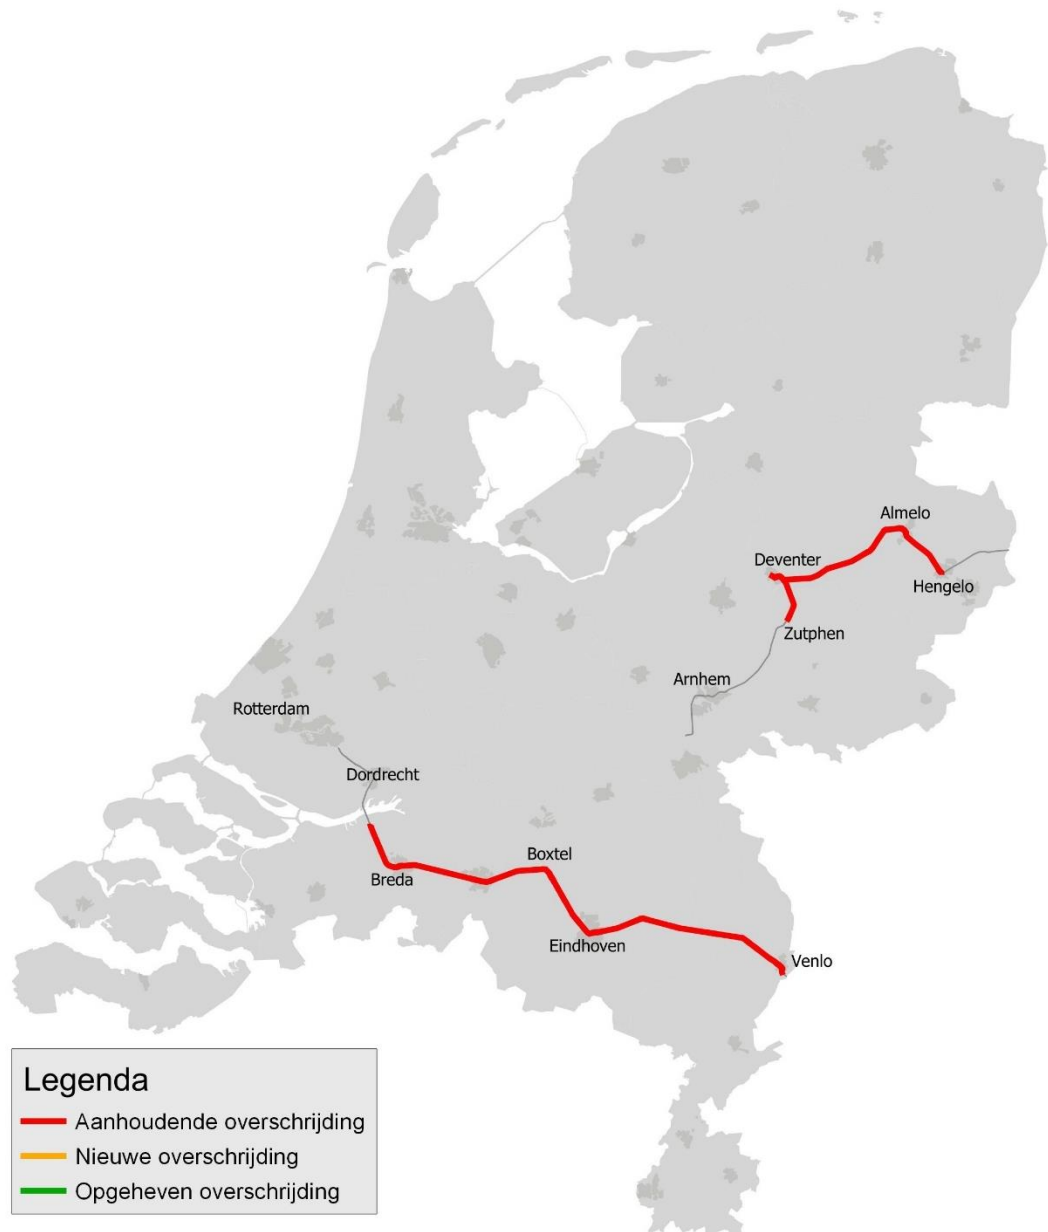 Almelo
Deventer
Hengelo
Zutphen
Arnhem
Rotterdam
Dordrecht
Boxtel
Breda
Eindhoven
Venlo
Legenda
Aanhoudende overschrijding
Nieuwe overschrijding
Opgeheven overschrijding